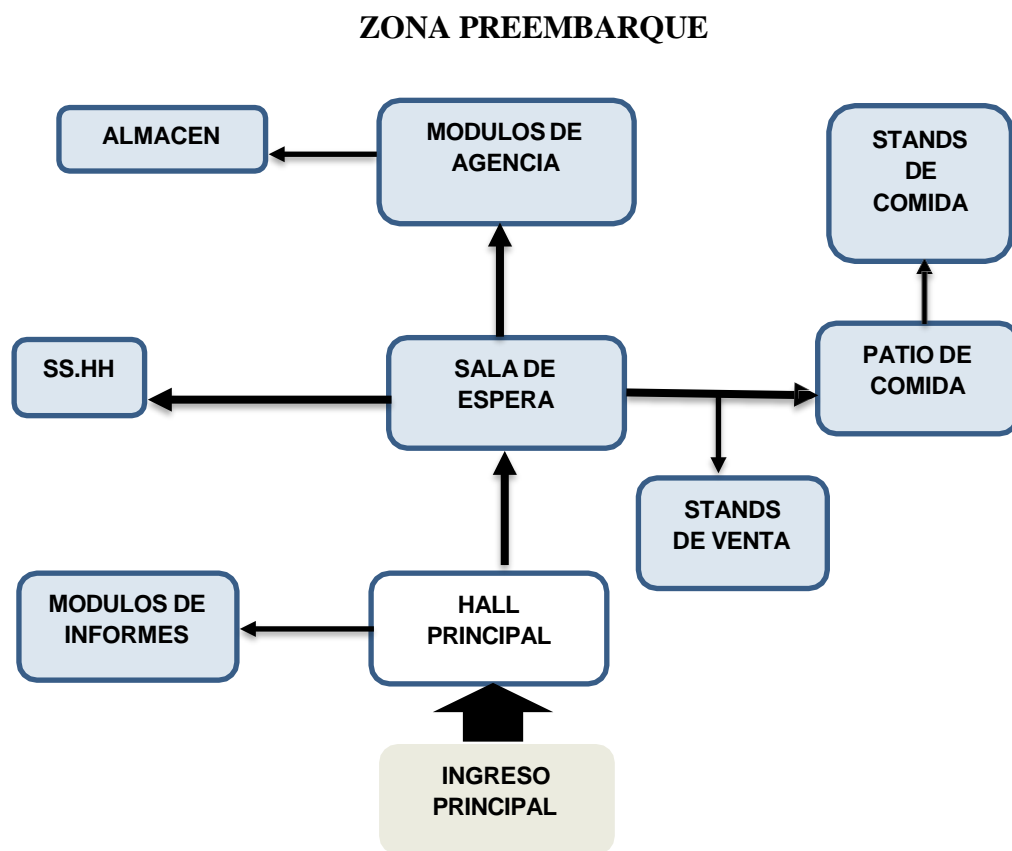 ZONA PREEMBARQUE
ALMACEN
MODULOS DE
AGENCIA
STANDS
DE
COMIDA
SS.HH
SALA DE
ESPERA
PATIO DE
COMIDA
STANDS
DE VENTA
MODULOS DE
INFORMES
HALL
PRINCIPAL
INGRESO
PRINCIPAL